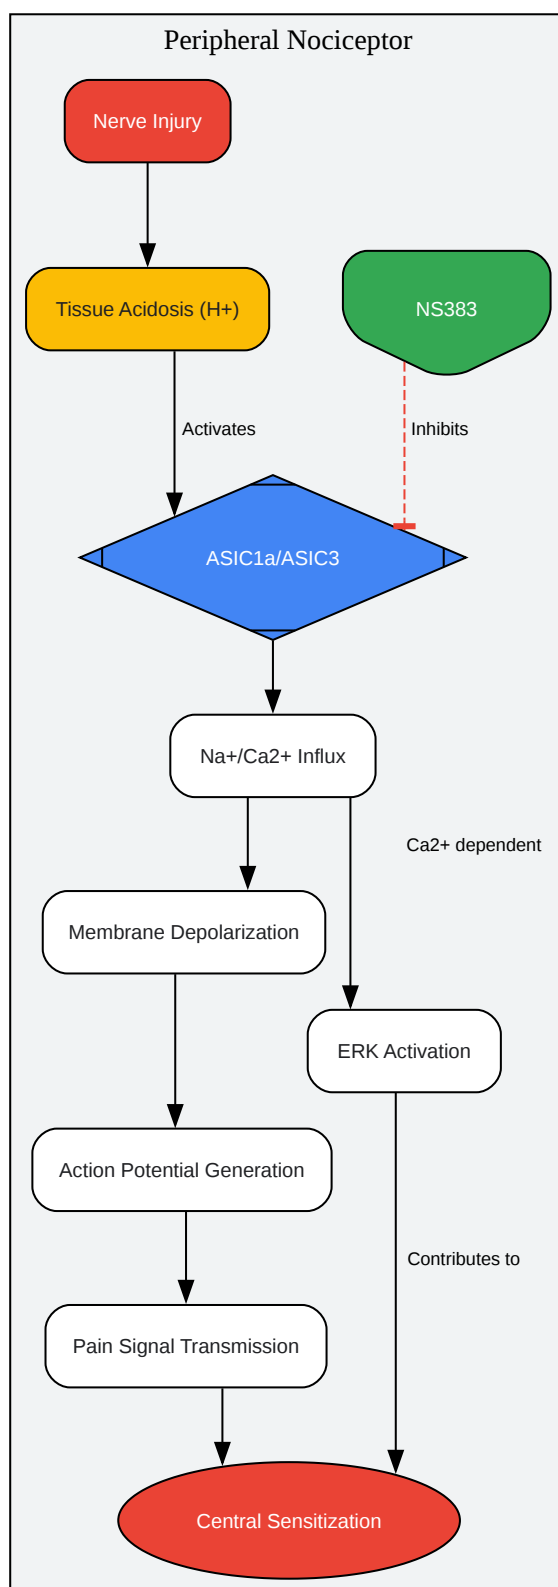 Peripheral Nociceptor
Nerve Injury
Tissue Acidosis (H+)
NS383
Activates
Inhibits
ASIC1a/ASIC3
Na+/Ca2+ Influx
Ca2+ dependent
Membrane Depolarization
ERK Activation
Action Potential Generation
Contributes to
Pain Signal Transmission
Central Sensitization